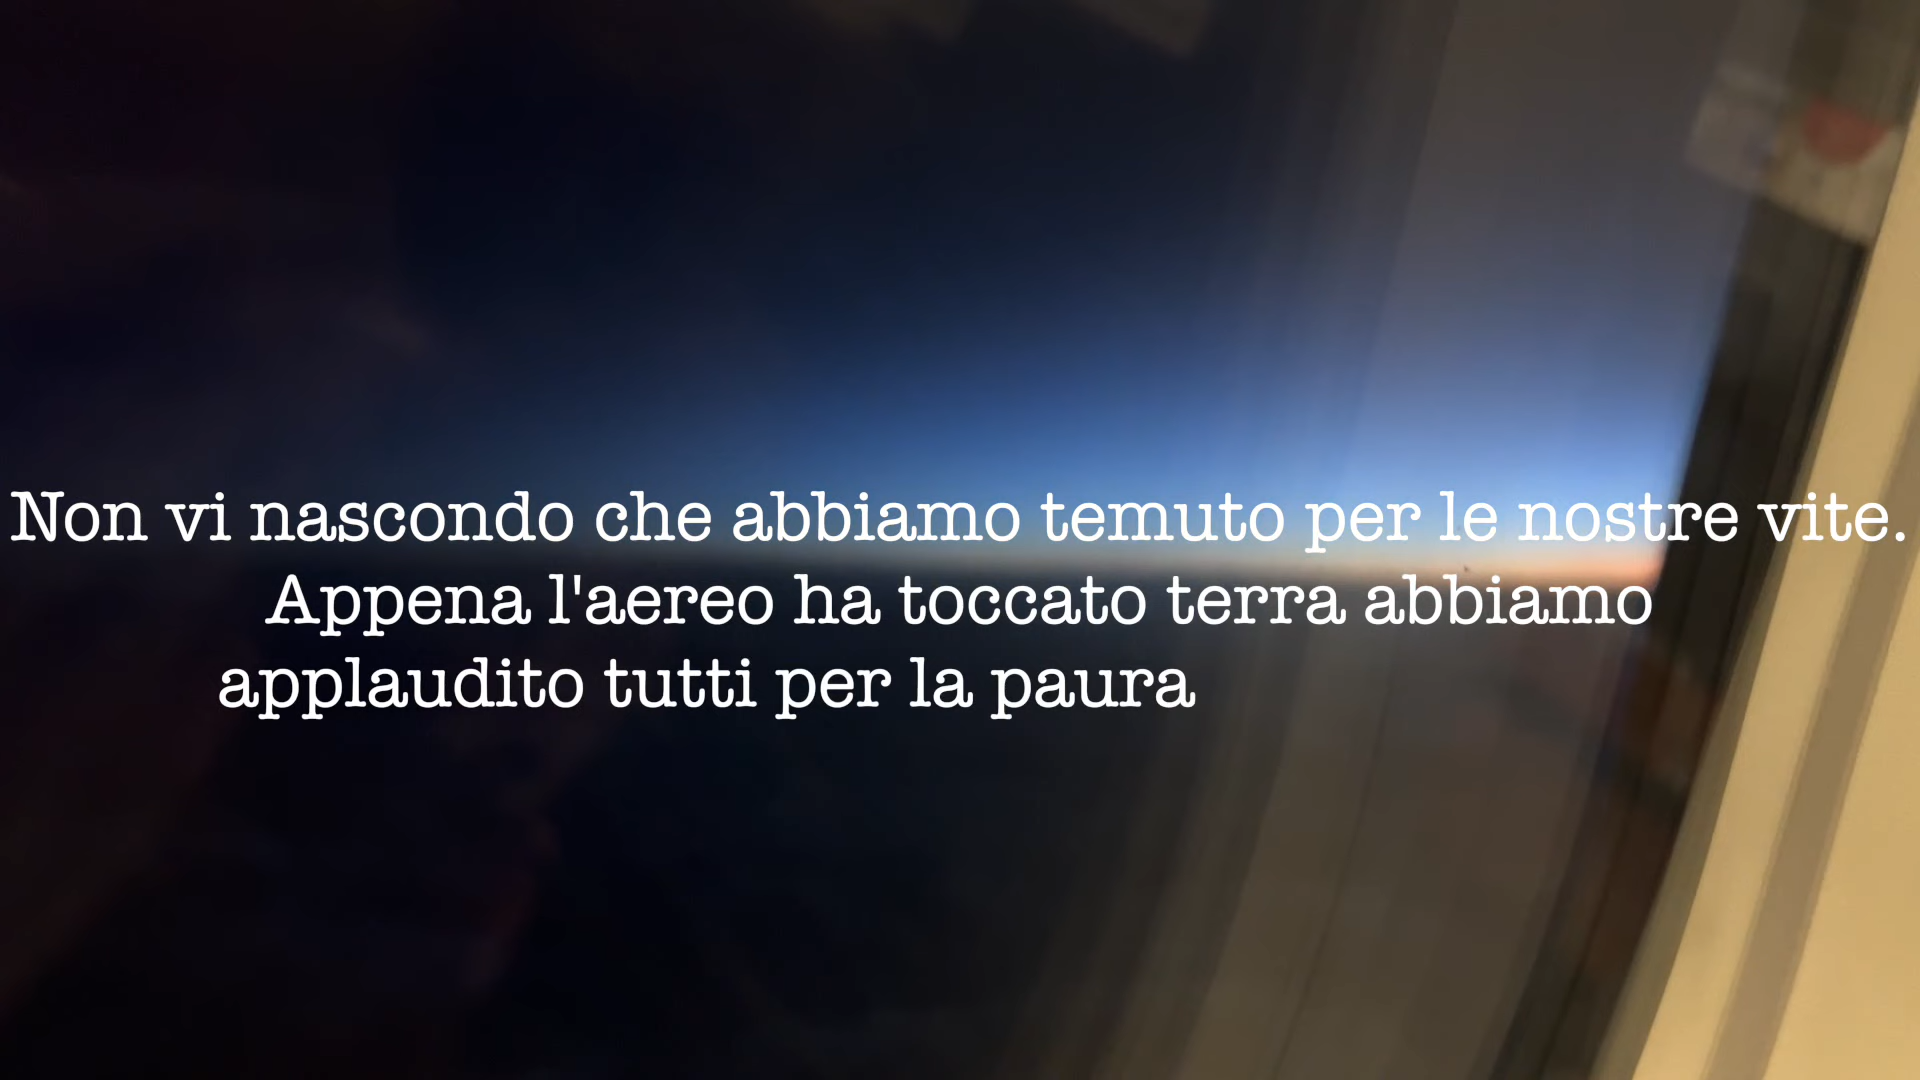 Non vi nascondo che abbiamo temuto per le nostre vite.
Appena l'aereo ha toccato terra abbiamo
applaudito tutti per la paura